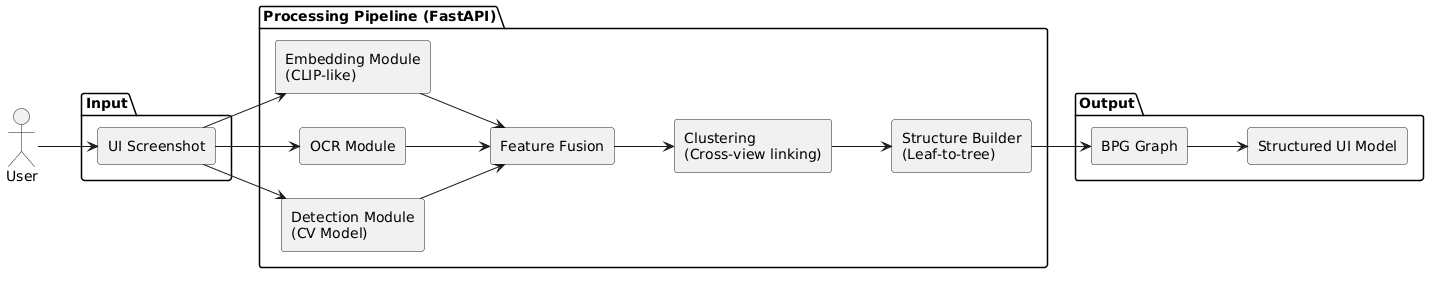 User
Input
UI Screenshot
Processing Pipeline (FastAPI)
Embedding Module
(CLIP-like)
OCR Module
Detection Module
(CV Model)
Feature Fusion
Clustering
(Cross-view linking)
Structure Builder
(Leaf-to-tree)
Output
BPG Graph
Structured UI Model